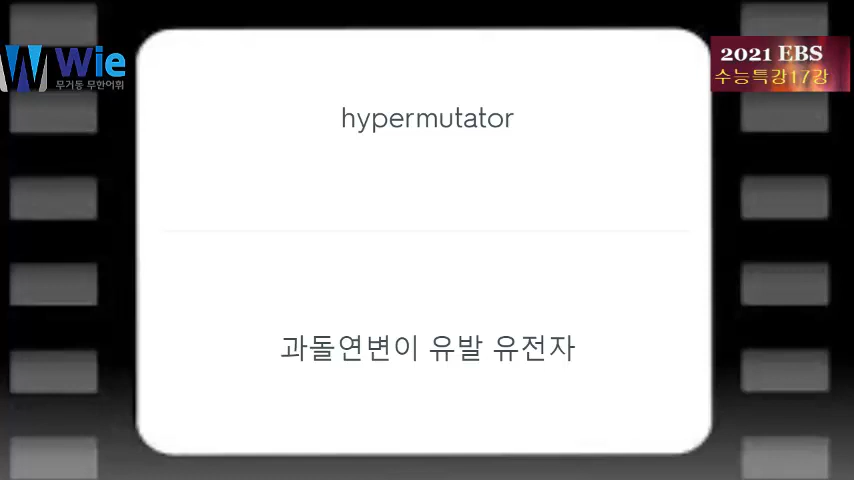 Wie
무거동 무한어휘
2021 EBS
수능특강17강
hypermutator
과돌연변이 유발 유전자